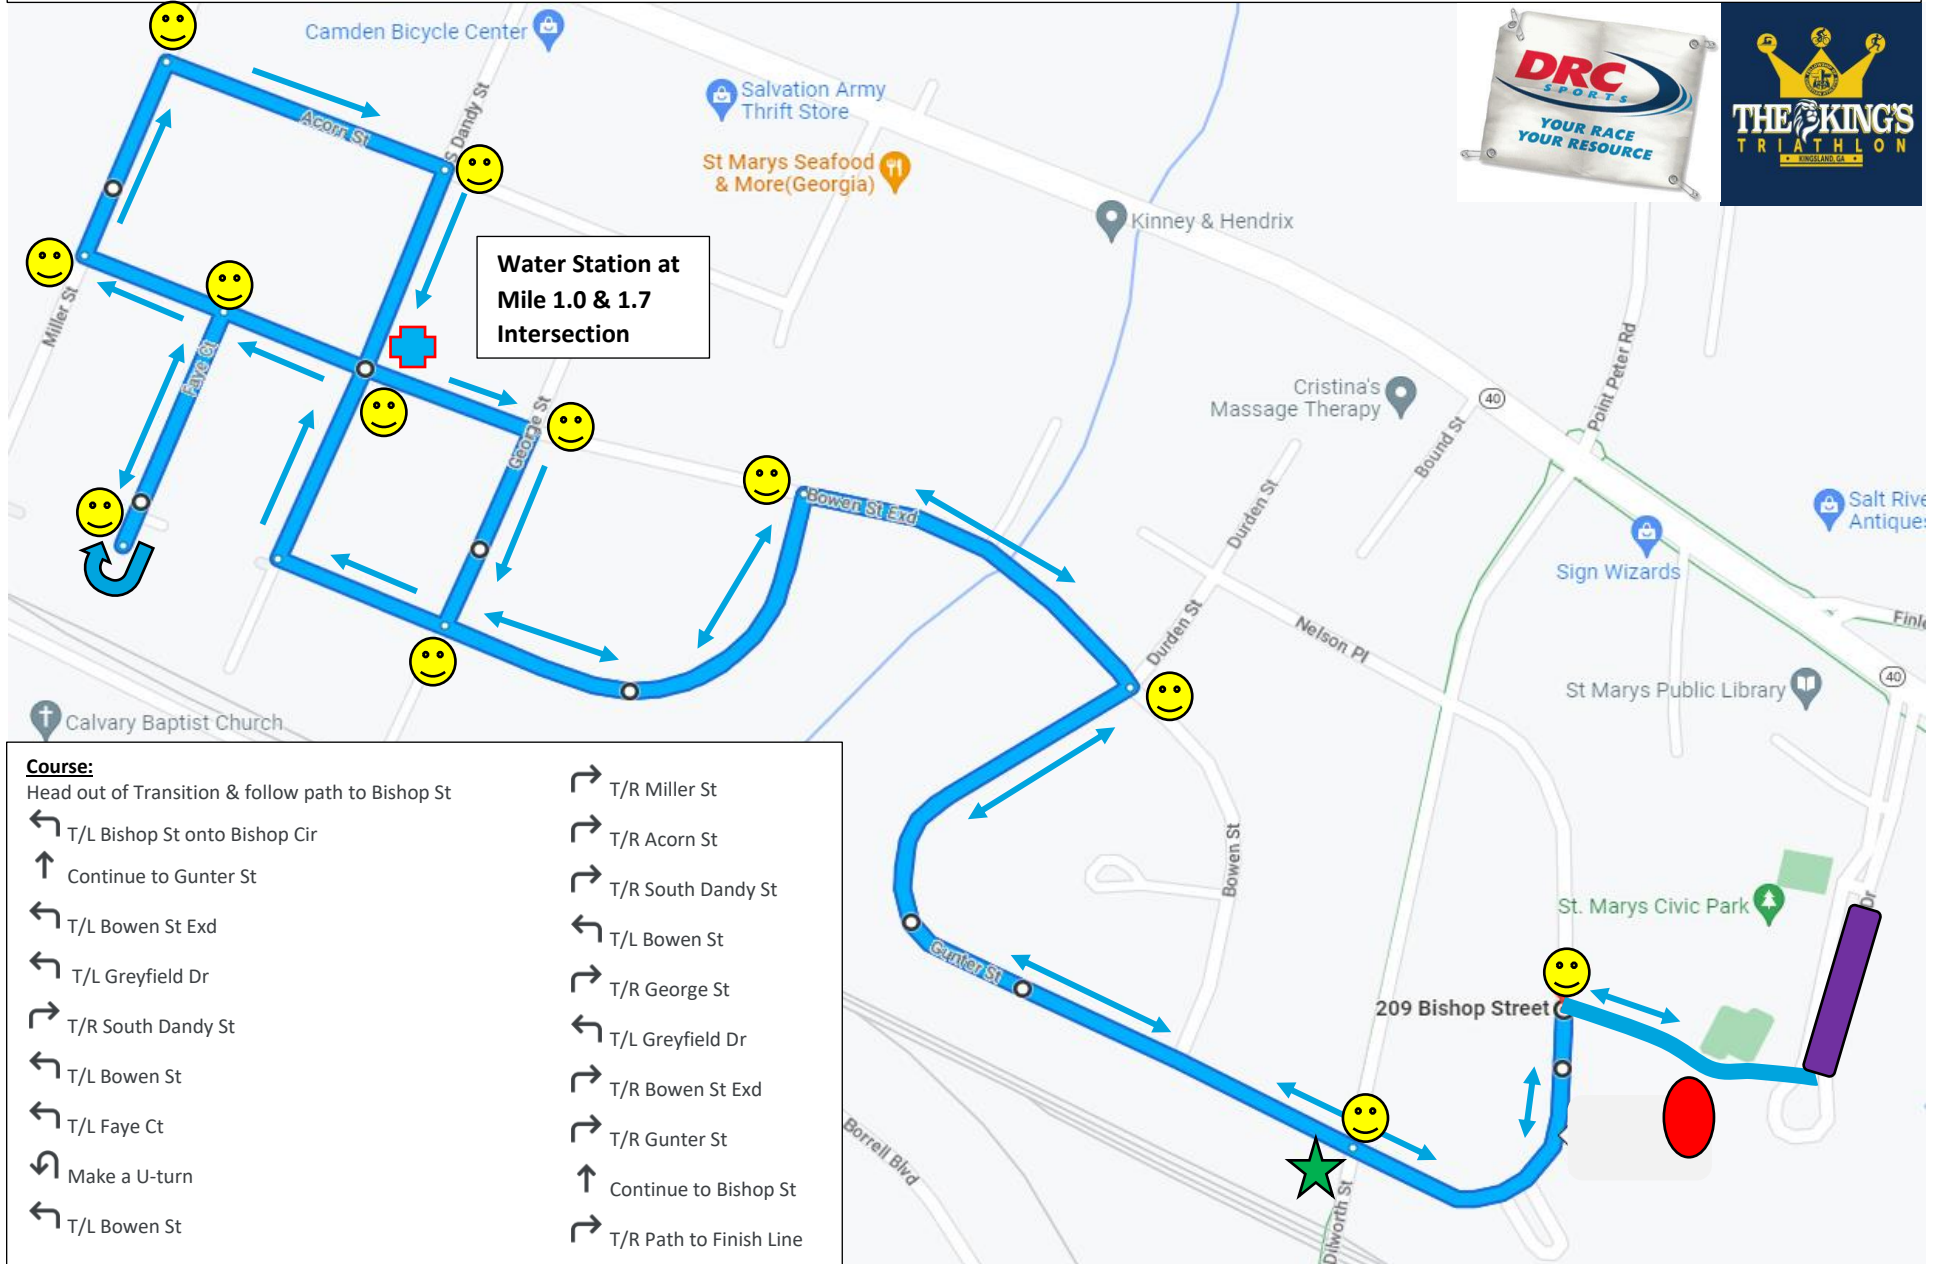 Camden Bicycle Center
Salvation Army
Thrift Store
St Marys Seafood
& More(Georgia)
Kinney & Hendrix
DRC
SPORTS
YOUR RACE
YOUR RESOURCE
THE KING'S
TRIATHLON
KINGSLAND, GA
Acorn St
S Dandy St
Water Station at
Mile 1.0 & 1.7
Intersection
Miller St
Faye Ct
George St
Cristina's
Massage Therapy
40
Point Peter Rd
Bound St
Bowen St Exd
Durden St
Salt Rive
Antiques
Sign Wizards
Durden St
Nelson Pl
Finle
St Marys Public Library
40
Calvary Baptist Church
Bowen St
St. Marys Civic Park
Dr
Gunter St
209 Bishop Street
Borrell Blvd
Dilworth St
Course:
Head out of Transition & follow path to Bishop St
T/L Bishop St onto Bishop Cir
Continue to Gunter St
T/L Bowen St Exd
T/L Greyfield Dr
T/R South Dandy St
T/L Bowen St
T/L Faye Ct
Make a U-turn
T/L Bowen St
T/R Miller St
T/R Acorn St
T/R South Dandy St
T/L Bowen St
T/R George St
T/L Greyfield Dr
T/R Bowen St Exd
T/R Gunter St
Continue to Bishop St
T/R Path to Finish Line